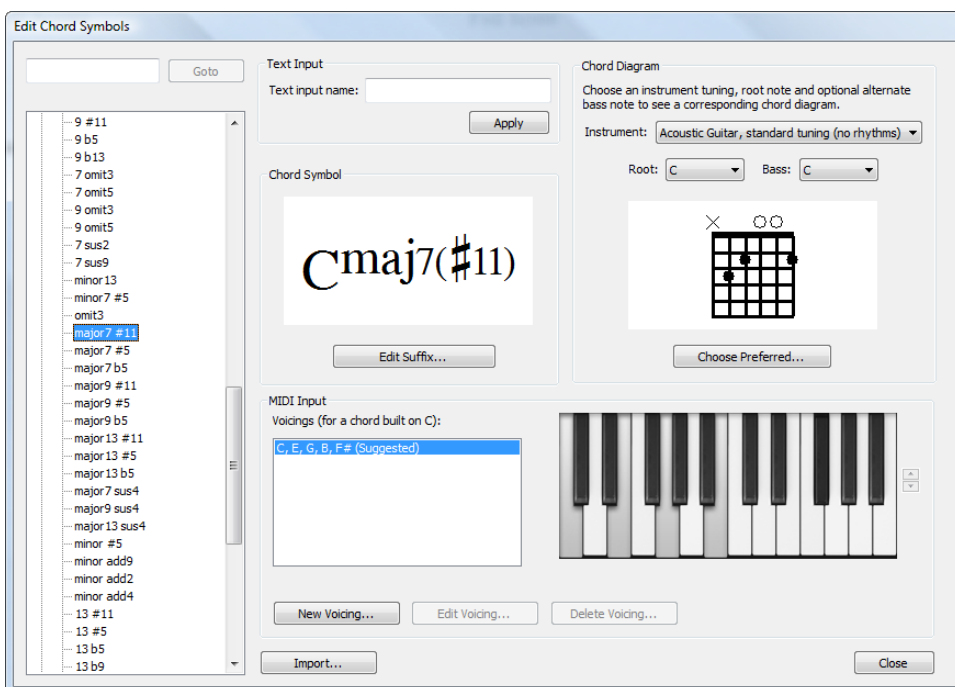 Edit Chord Symbols
Goto
9 #11
9 b5
9 b13
7 omit3
7 omit5
9 omit3
9 omit5
7 sus2
7 sus9
minor13
minor7 #5
omit3
major7 #11
major7 #5
major7 b5
major9 #11
major9 #5
major9 b5
major13 #11
major13 #5
major13 b5
major7 sus4
major9 sus4
major13 sus4
minor #5
minor add9
minor add2
minor add4
13 #11
13 #5
13 b5
13 b9
Text Input
Text input name:
Apply
Chord Symbol
Cmaj7(♯11)
Edit Suffix...
Chord Diagram
Choose an instrument tuning, root note and optional alternate
bass note to see a corresponding chord diagram.
Instrument: Acoustic Guitar, standard tuning (no rhythms)
Root: C Bass: C
X OO
Choose Preferred...
MIDI Input
Voicings (for a chord built on C):
C, E, G, B, F# (Suggested)
New Voicing... Edit Voicing... Delete Voicing...
Import... Close